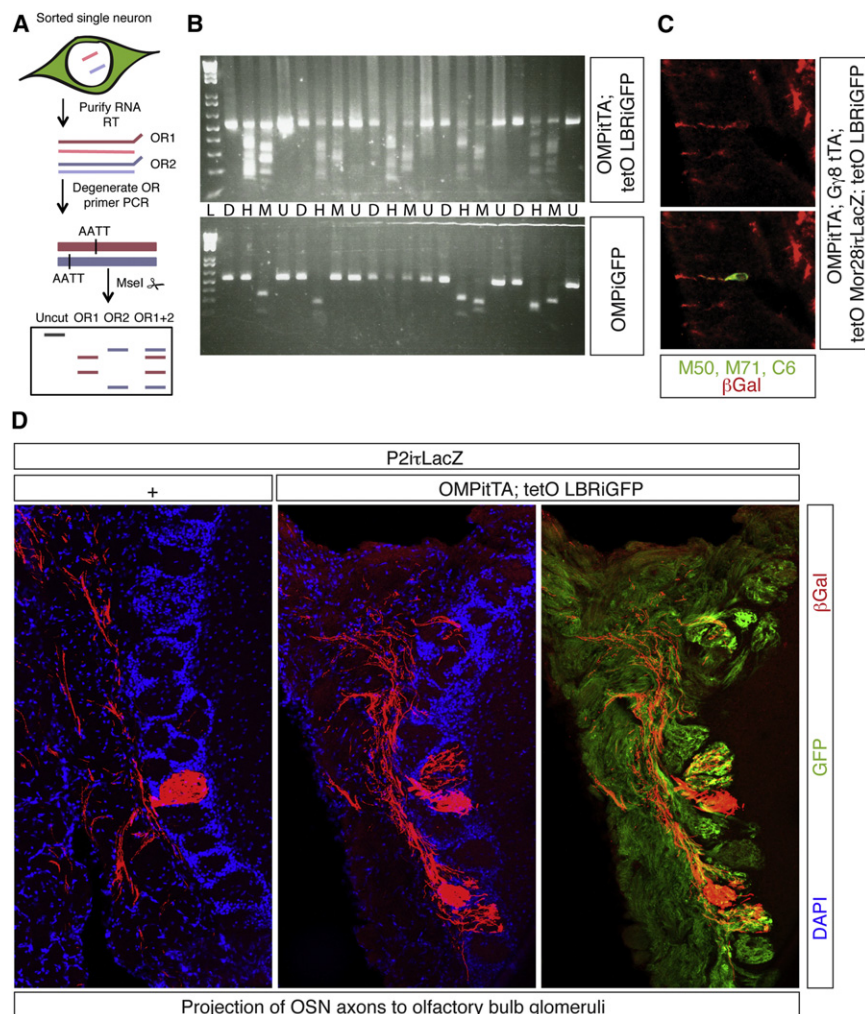 A
Sorted single neuron
Purify RNA
RT
OR1
OR2
Degenerate OR
primer PCR
AATT
AATT
MseI
Uncut OR1 OR2 OR1+2
B
L D H M U D H M U D D H M D H M U D H M U
OMPitTA;
tetO LBRiGFP
OMPiGFP
C
OMPitTA; Gγ8 tTA;
tetO Mor28iτLacZ; tetO LBRiGFP
M50, M71, C6
βGal
D
P2iτLacZ
+
OMPitTA; tetO LBRiGFP
βGal
GFP
DAPI
Projection of OSN axons to olfactory bulb glomeruli